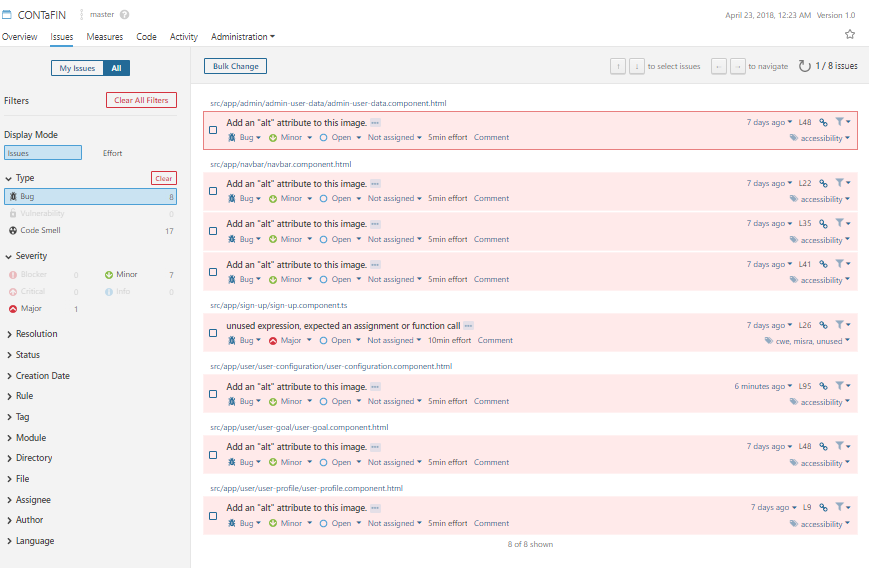 CONTaFIN master ? April 23, 2018, 12:23 AM Version 1.0
Overview Issues Measures Code Activity Administration
My Issues All
Filters Clear All Filters
Display Mode
Issues Effort
Type Clear
Bug 8
Vulnerability 0
Code Smell 17
Severity
Blocker 0 Minor 7
Critical 0 Info 0
Major 1
Resolution
Status
Creation Date
Rule
Tag
Module
Directory
File
Assignee
Author
Language
Bulk Change ↑ ↓ to select issues ← → to navigate 1 / 8 issues
src/app/admin/admin-user-data/admin-user-data.component.html
Add an "alt" attribute to this image. ... 7 days ago L48
Bug Minor Open Not assigned 5min effort Comment accessibility
src/app/navbar/navbar.component.html
Add an "alt" attribute to this image. ... 7 days ago L22
Bug Minor Open Not assigned 5min effort Comment accessibility
Add an "alt" attribute to this image. ... 7 days ago L35
Bug Minor Open Not assigned 5min effort Comment accessibility
Add an "alt" attribute to this image. ... 7 days ago L41
Bug Minor Open Not assigned 5min effort Comment accessibility
src/app/sign-up/sign-up.component.ts
unused expression, expected an assignment or function call ... 7 days ago L26
Bug Major Open Not assigned 10min effort Comment cwe, misra, unused
src/app/user/user-configuration/user-configuration.component.html
Add an "alt" attribute to this image. ... 6 minutes ago L95
Bug Minor Open Not assigned 5min effort Comment accessibility
src/app/user/user-goal/user-goal.component.html
Add an "alt" attribute to this image. ... 7 days ago L48
Bug Minor Open Not assigned 5min effort Comment accessibility
src/app/user/user-profile/user-profile.component.html
Add an "alt" attribute to this image. ... 7 days ago L9
Bug Minor Open Not assigned 5min effort Comment accessibility
8 of 8 shown